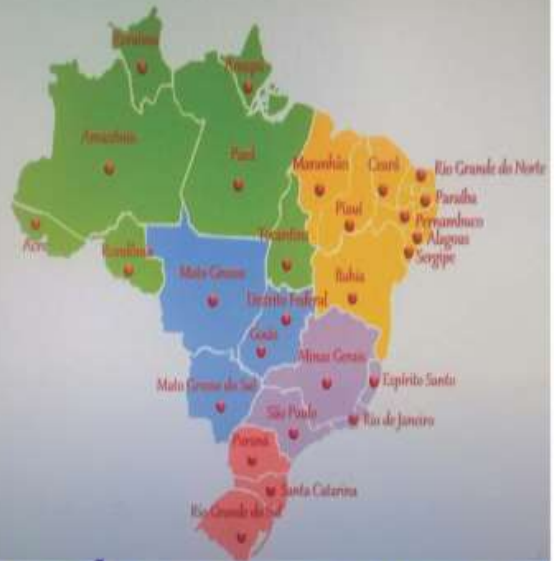 Roraima
Amapá
Amazônia
Pará
Maranhão
Ceará
Rio Grande do Norte
Paraíba
Piauí
Pernambuco
Alagoas
Sergipe
Acre
Rondônia
Tocantins
Mato Grosso
Bahia
Distrito Federal
Goiás
Minas Gerais
Mato Grosso do Sul
Espírito Santo
São Paulo
Rio de Janeiro
Paraná
Santa Catarina
Rio Grande do Sul